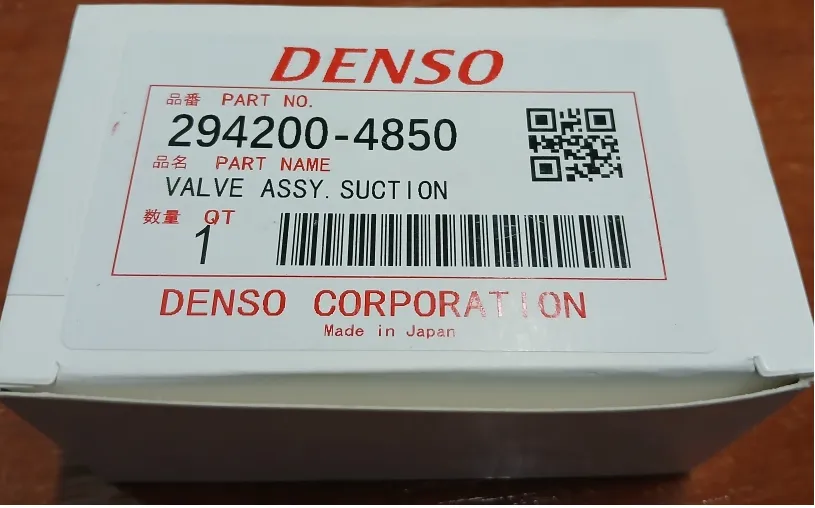 DENSO
品番 PART NO.
294200-4850
品名 PART NAME
VALVE ASSY.SUCTION
数量 QT
1
DENSO CORPORATION
Made in Japan